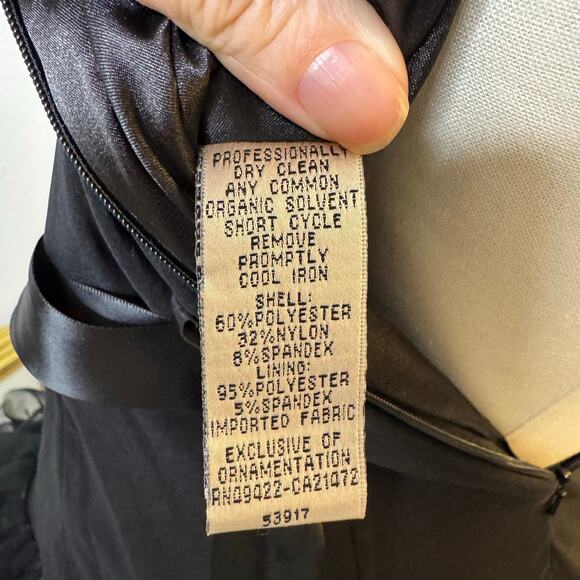 PROFESSIONALLY
DRY CLEAN
ANY COMMON
ORGANIC SOLVENT
SHORT CYCLE
REMOVE
PROMPTLY
COOL IRON
SHELL:
60%POLYESTER
32%NYLON
8%SPANDEX
LINING:
95%POLYESTER
5%SPANDEX
IMPORTED FABRIC
EXCLUSIVE OF
ORNAMENTATION
RN09422-CA21472
53917